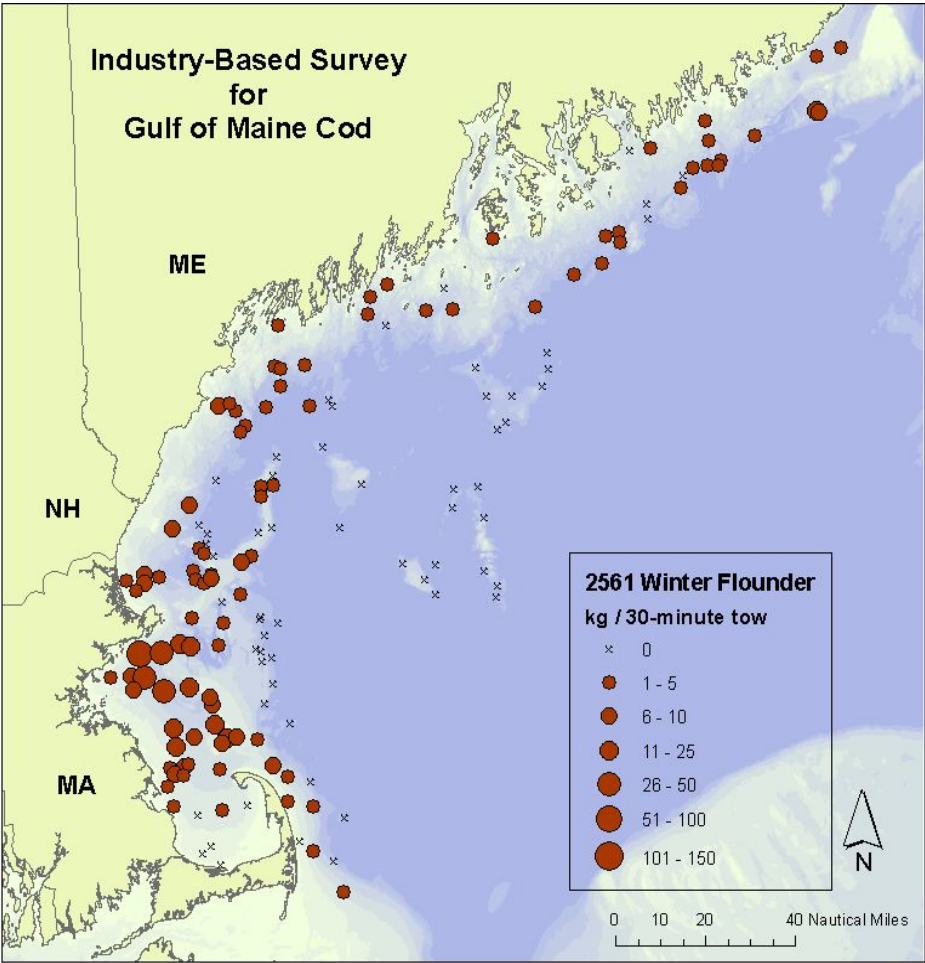 Industry-Based Survey
for
Gulf of Maine Cod
ME
NH
MA
2561 Winter Flounder
kg / 30-minute tow
0
1 - 5
6 - 10
11 - 25
26 - 50
51 - 100
101 - 150
N
0 10 20 40 Nautical Miles